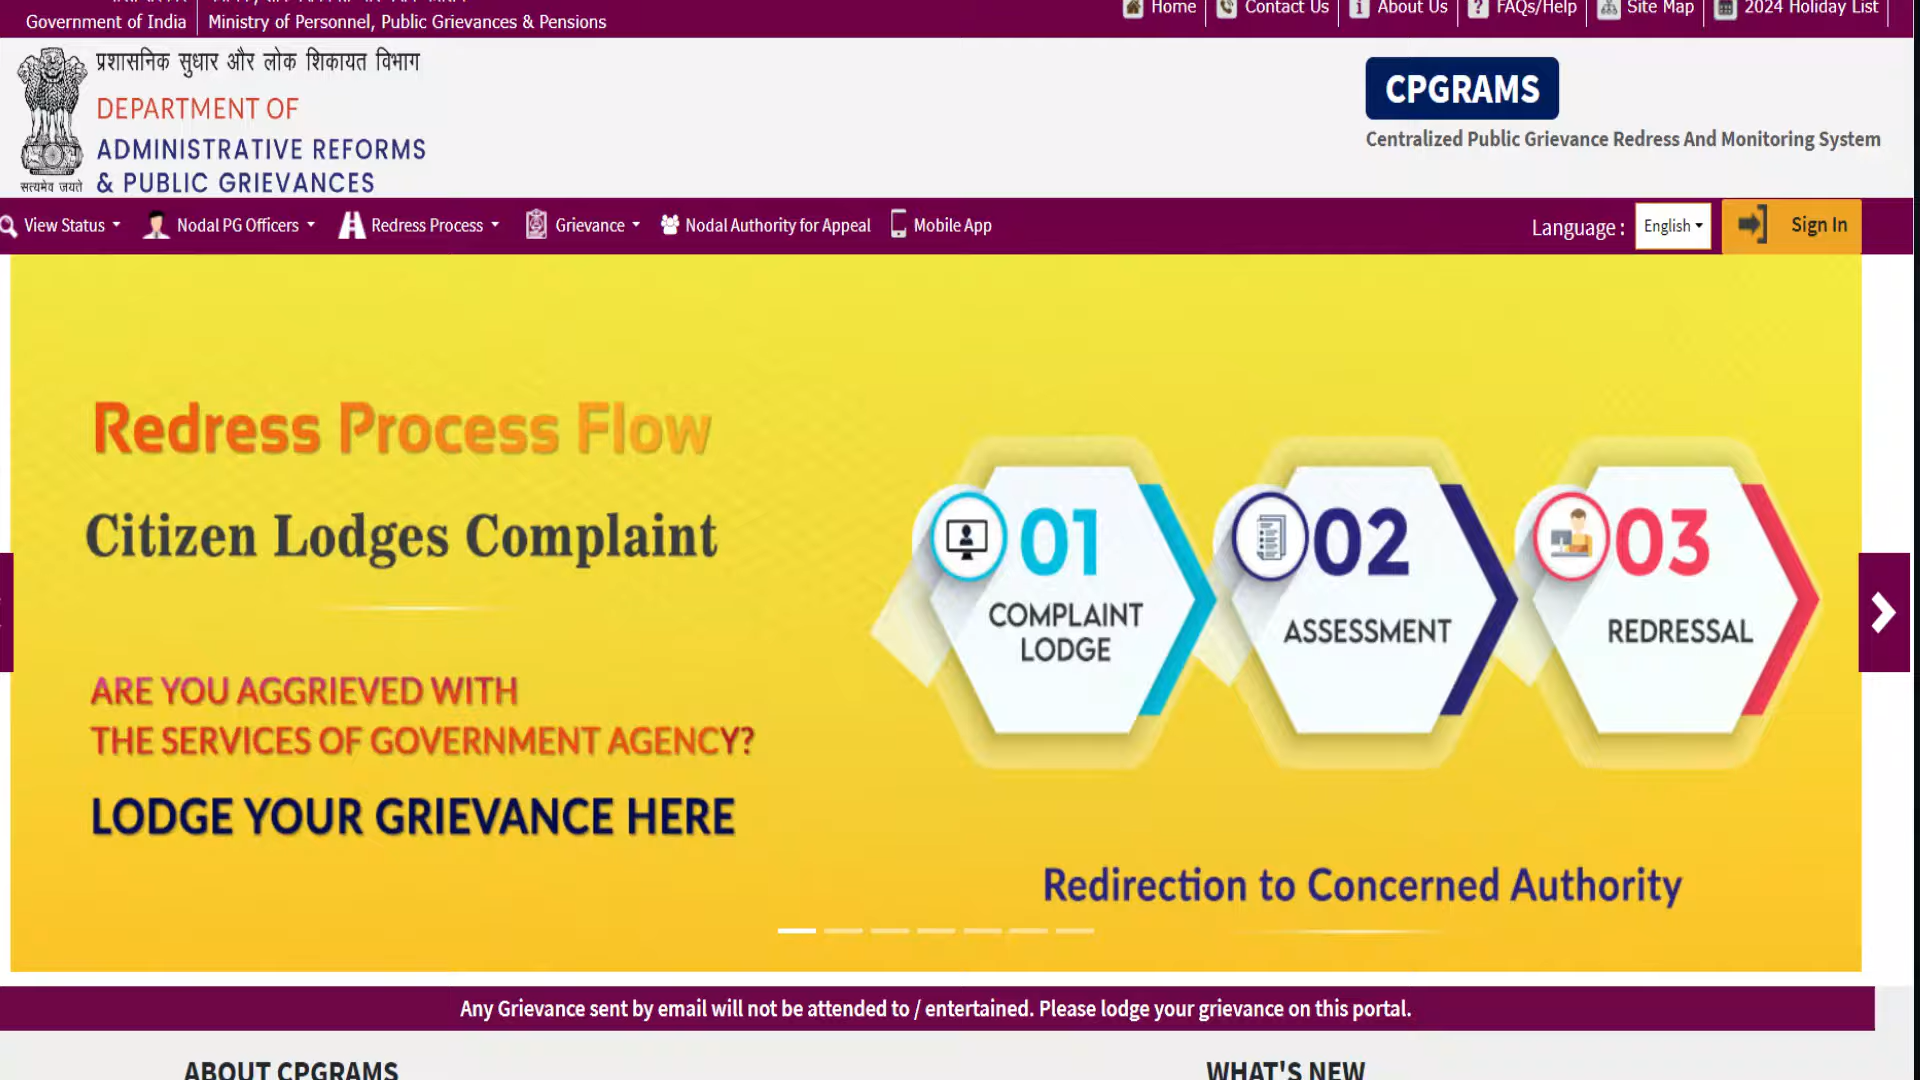 Government of India
Ministry of Personnel, Public Grievances & Pensions
Home
Contact Us
About Us
FAQs/Help
Site Map
2024 Holiday List
प्रशासनिक सुधार और लोक शिकायत विभाग
DEPARTMENT OF
ADMINISTRATIVE REFORMS
& PUBLIC GRIEVANCES
सत्यमेव जयते
CPGRAMS
Centralized Public Grievance Redress And Monitoring System
View Status
Nodal PG Officers
Redress Process
Grievance
Nodal Authority for Appeal
Mobile App
Language :
English
Sign In
Redress Process Flow
Citizen Lodges Complaint
ARE YOU AGGRIEVED WITH
THE SERVICES OF GOVERNMENT AGENCY?
LODGE YOUR GRIEVANCE HERE
01
COMPLAINT
LODGE
02
ASSESSMENT
03
REDRESSAL
Redirection to Concerned Authority
Any Grievance sent by email will not be attended to / entertained. Please lodge your grievance on this portal.
ABOUT CPGRAMS
WHAT'S NEW